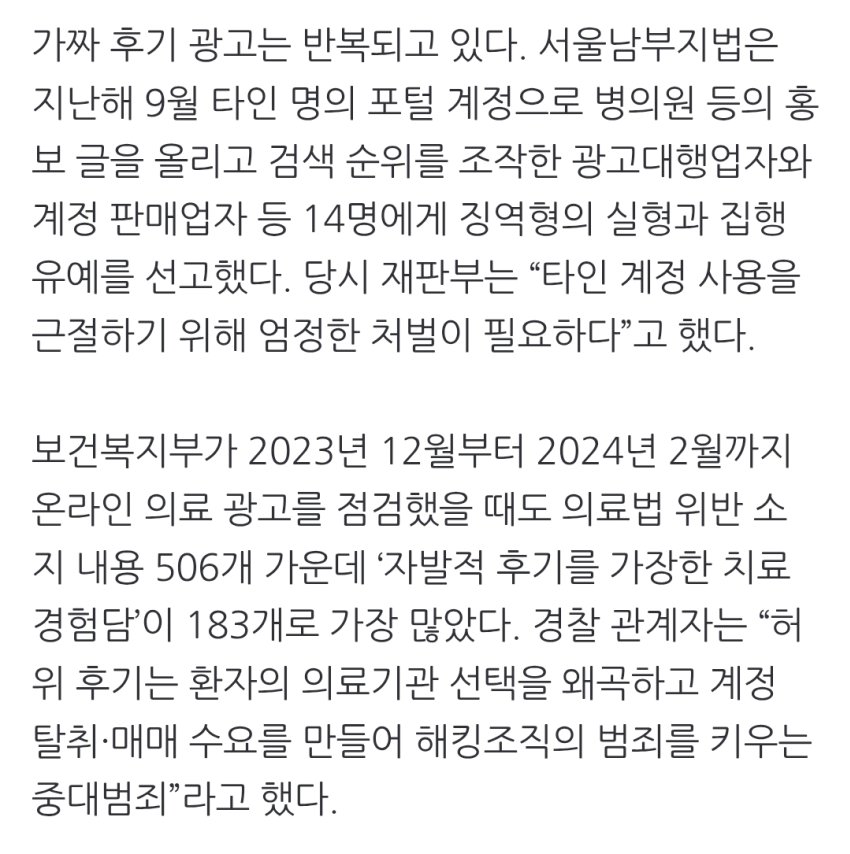 가짜 후기 광고는 반복되고 있다. 서울남부지법은
지난해 9월 타인 명의 포털 계정으로 병의원 등의 홍
보 글을 올리고 검색 순위를 조작한 광고대행업자와
계정 판매업자 등 14명에게 징역형의 실형과 집행
유예를 선고했다. 당시 재판부는 “타인 계정 사용을
근절하기 위해 엄정한 처벌이 필요하다”고 했다.
보건복지부가 2023년 12월부터 2024년 2월까지
온라인 의료 광고를 점검했을 때도 의료법 위반 소
지 내용 506개 가운데 ‘자발적 후기를 가장한 치료
경험담’이 183개로 가장 많았다. 경찰 관계자는 “허
위 후기는 환자의 의료기관 선택을 왜곡하고 계정
탈취·매매 수요를 만들어 해킹조직의 범죄를 키우는
중대범죄”라고 했다.